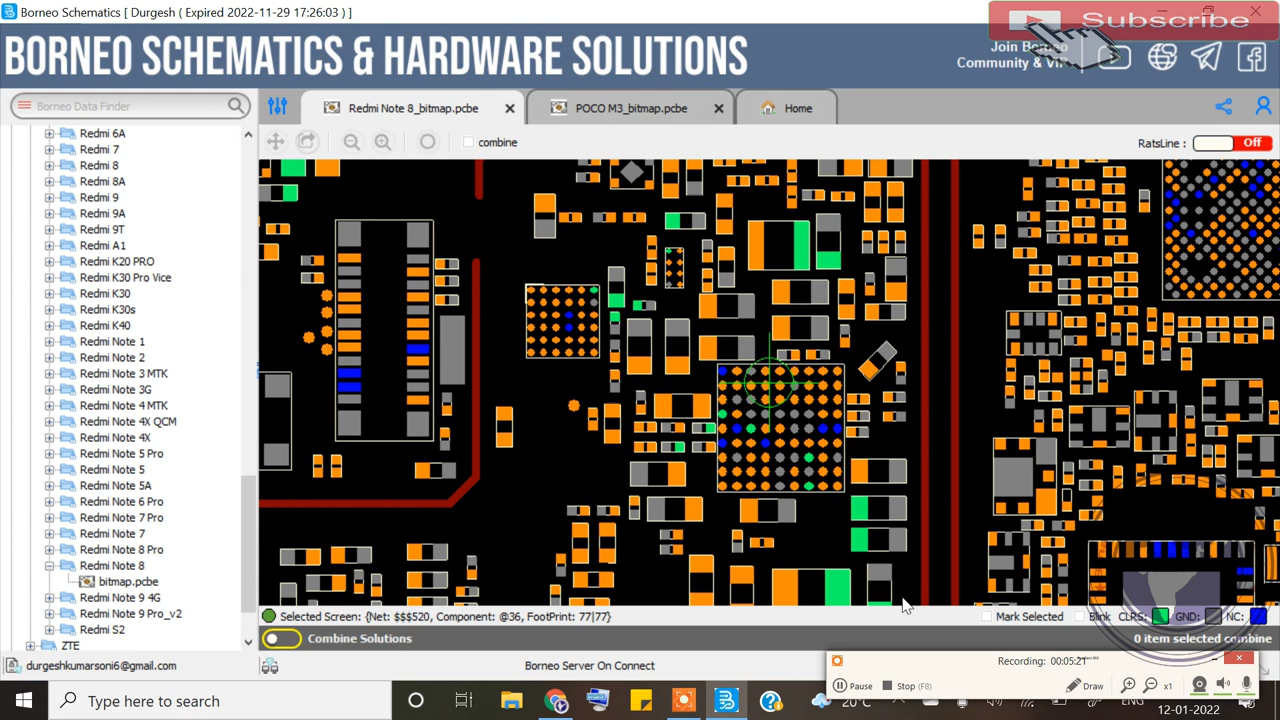 Borneo Schematics [ Durgesh ( Expired 2022-11-29 17:26:03 ) ]
Subscribe
BORNEO SCHEMATICS & HARDWARE SOLUTIONS
Join Borneo
Community & VIP
Borneo Data Finder
Redmi Note 8_bitmap.pcbe
POCO M3_bitmap.pcbe
Home
combine
RatsLine :
Off
Redmi 6A
Redmi 7
Redmi 8
Redmi 8A
Redmi 9
Redmi 9A
Redmi 9T
Redmi A1
Redmi K20 PRO
Redmi K30 Pro Vice
Redmi K30
Redmi K30s
Redmi K40
Redmi Note 1
Redmi Note 2
Redmi Note 3 MTK
Redmi Note 3G
Redmi Note 4 MTK
Redmi Note 4X QCM
Redmi Note 4X
Redmi Note 5 Pro
Redmi Note 5
Redmi Note 5A
Redmi Note 6 Pro
Redmi Note 7 Pro
Redmi Note 7
Redmi Note 8 Pro
Redmi Note 8
bitmap.pcbe
Redmi Note 9 4G
Redmi Note 9 Pro_v2
Redmi S2
ZTE
Selected Screen: {Net: $$$520, Component: @36, FootPrint: 77|77}
Mark Selected
Blink
CLRS:
GND:
NC:
Combine Solutions
0 item selected combine
durgeshkumarsoni6@gmail.com
Borneo Server On Connect
Recording: 00:05:21
Pause
Stop (F8)
Draw
x1
Type here to search
20°C
12-01-2022